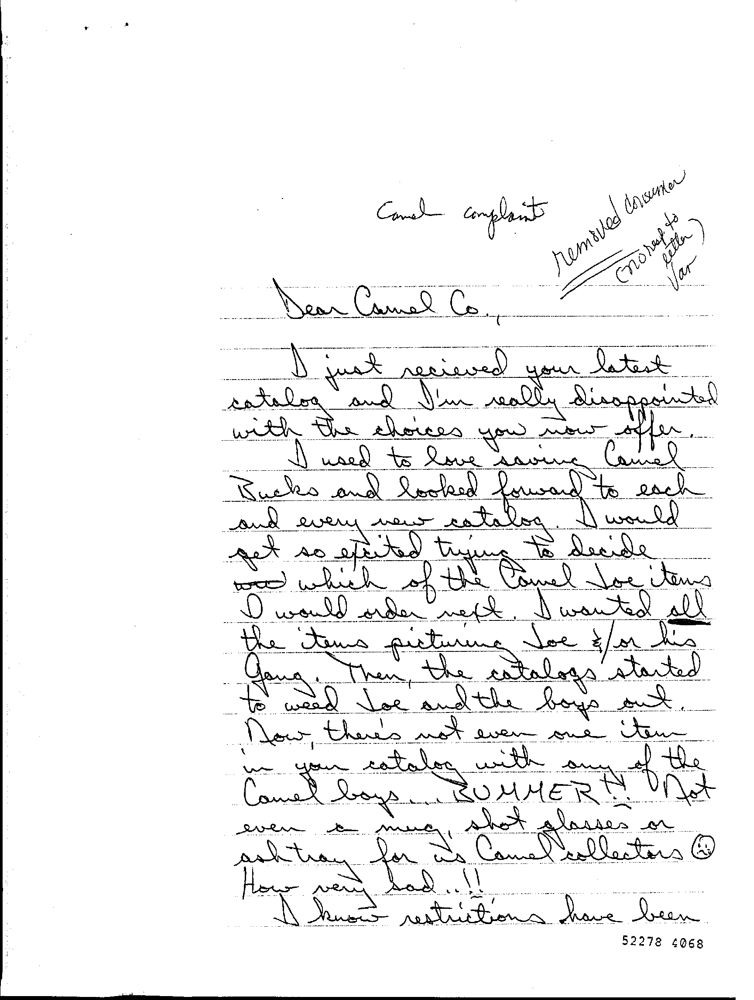 Camel complaint
removed consumer
(no resp to
letter)
Jar
Dear Camel Co.,
I just recieved your latest
catalog and I'm really disappointed
with the choices you now offer.
I used to love saving Camel
Bucks and looked forward to each
and every new catalog. I would
get so excited trying to decide
which of the Camel Joe items
I would order next. I wanted all
the items picturing Joe &/or his
Gang. Then, the catalogs started
to weed Joe and the boys out.
Now, there's not even one item
in your catalog with any of the
Camel boys... BUMMER!! Not
even a mug, shot glasses or
ashtray for us Camel collectors
How very sad..!!
I know restrictions have been
52278 4068